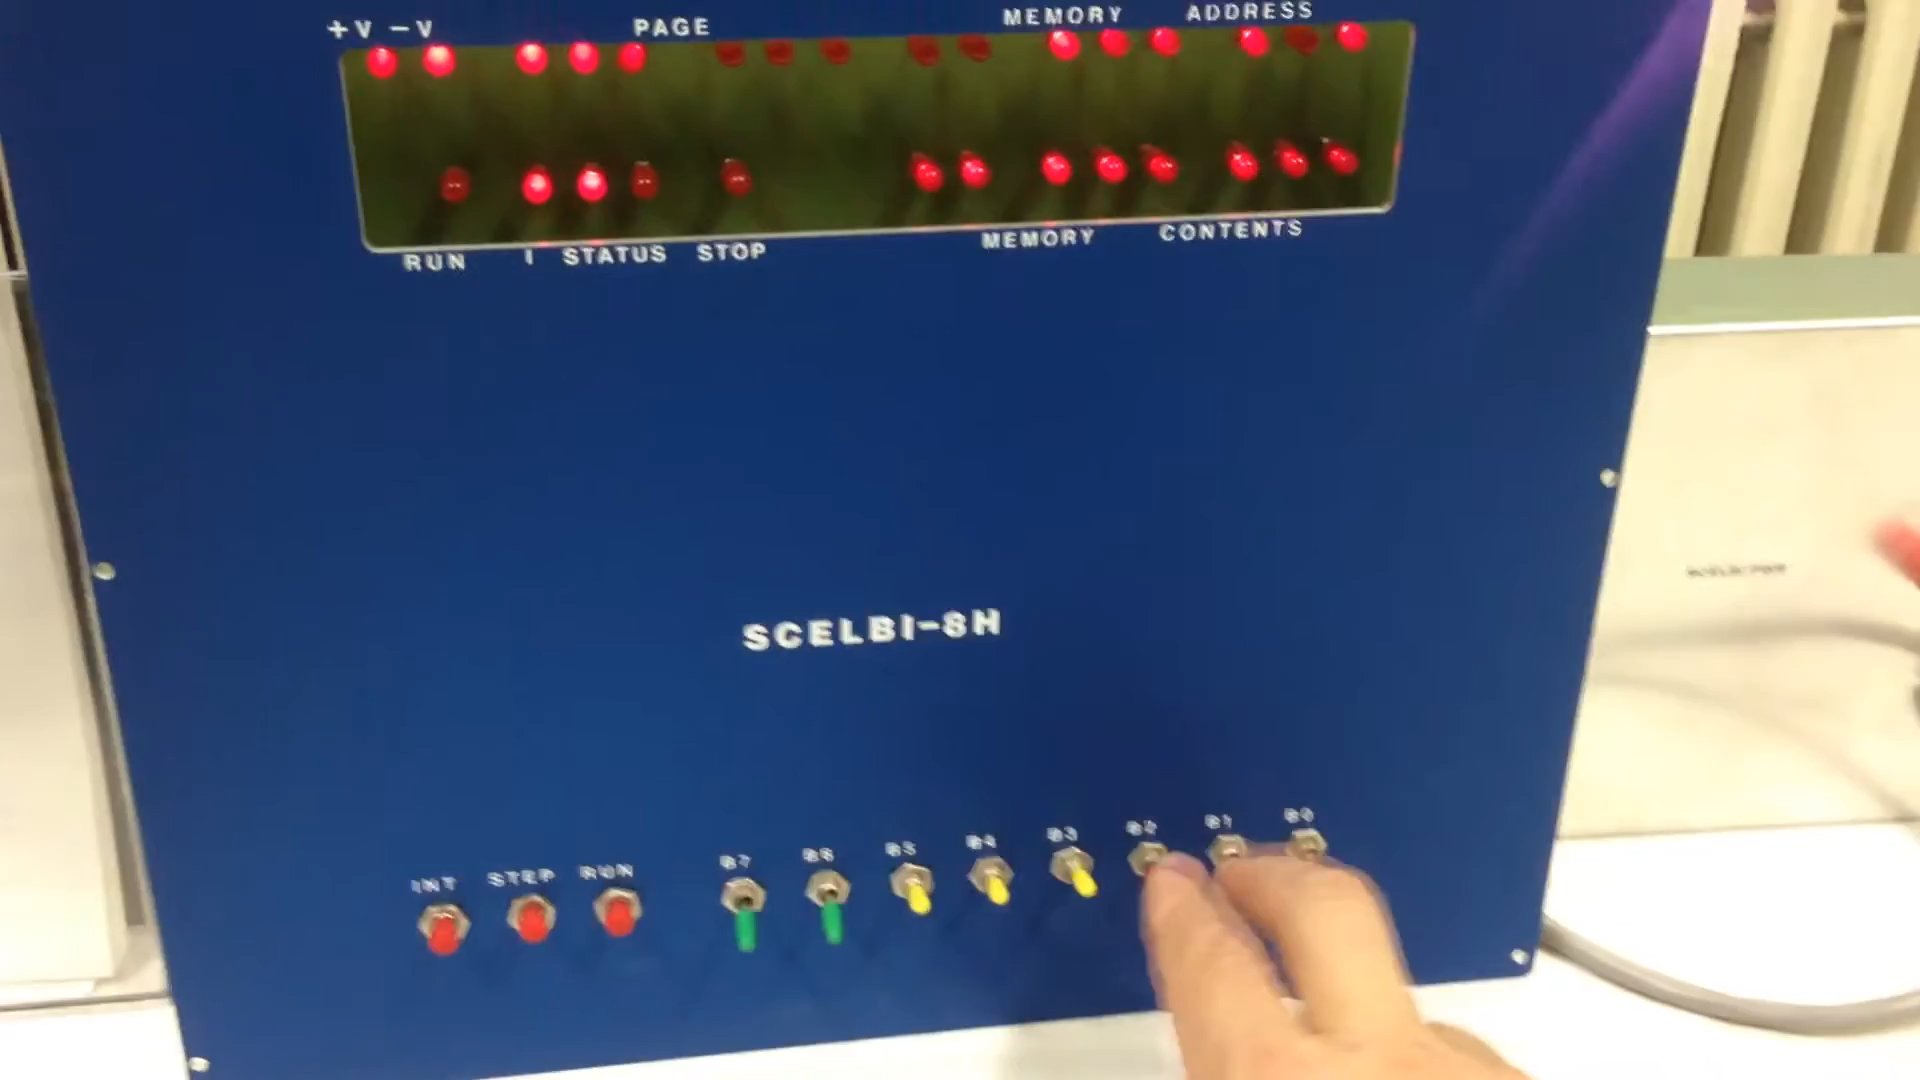 +V -V PAGE MEMORY ADDRESS
RUN I STATUS STOP MEMORY CONTENTS
SCELBI-8H
INT STEP RUN B7 B6 B5 B4 B3 B2 B1 B0